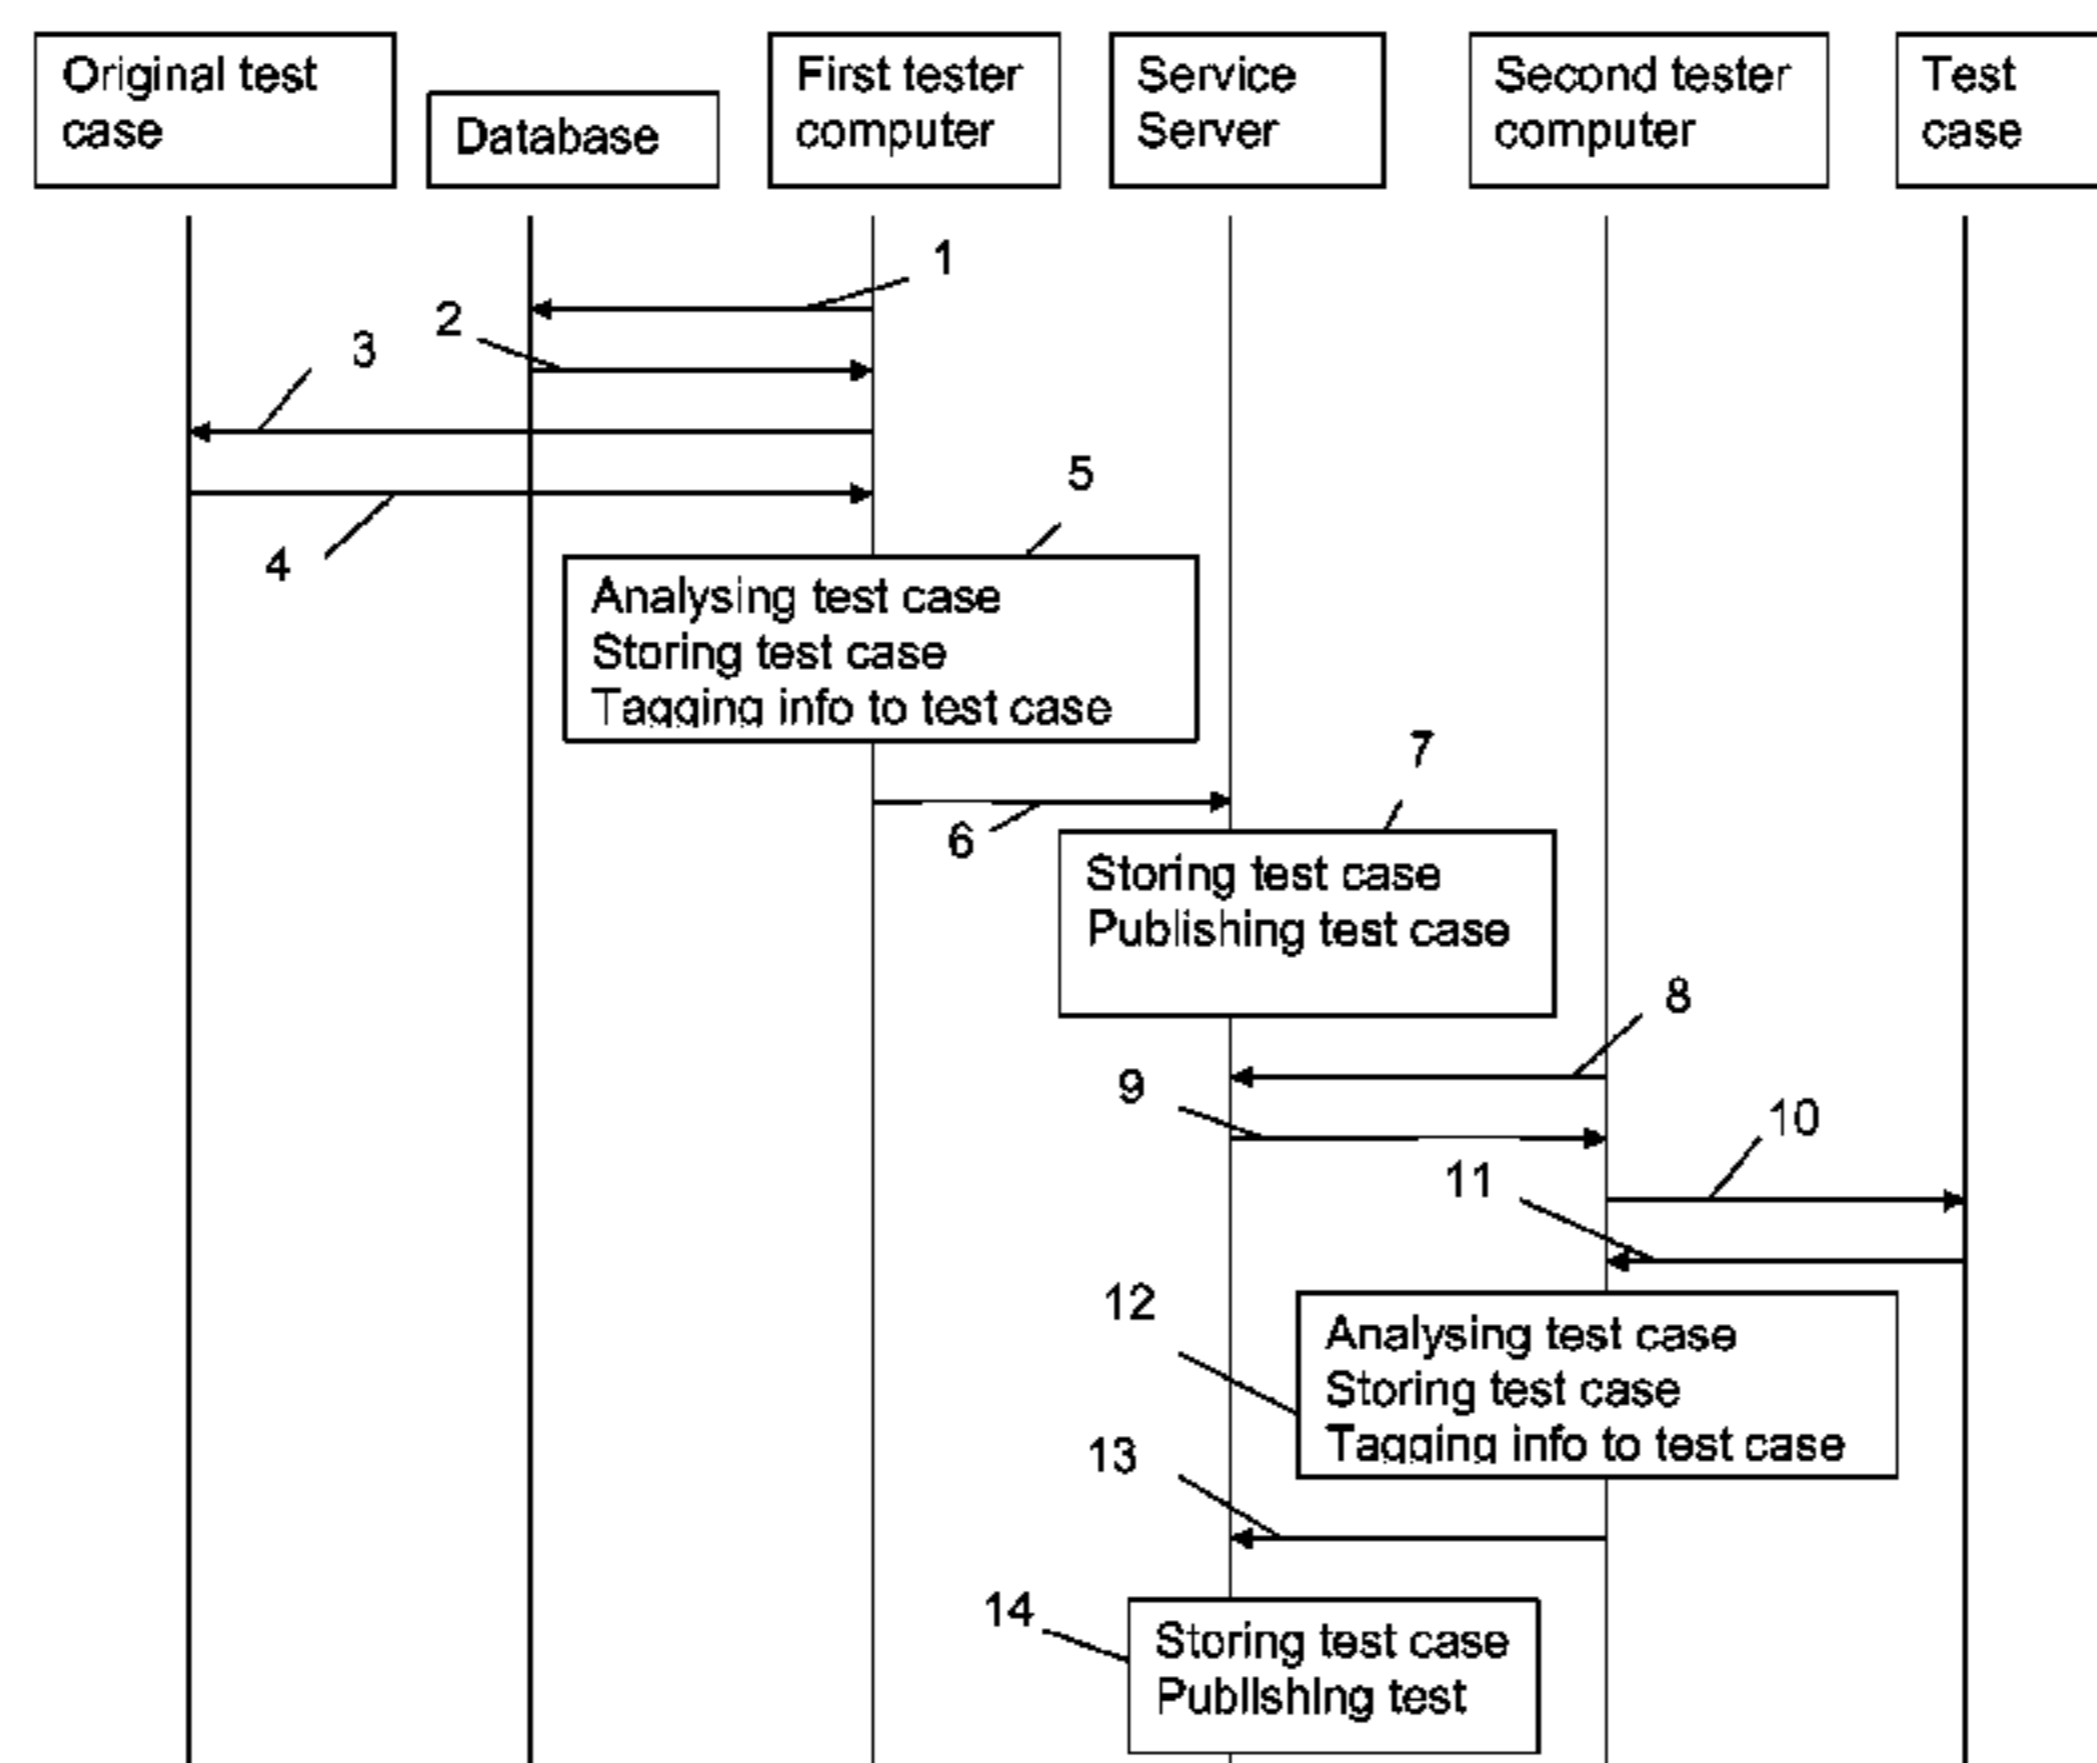 Original test
case
Database
First tester
computer
Service
Server
Second tester
computer
Test
case
1
2
3
4
5
Analysing test case
Storing test case
Tagging info to test case
6
7
Storing test case
Publishing test case
8
9
10
11
12
Analysing test case
Storing test case
Tagging info to test case
13
14
Storing test case
Publishing test